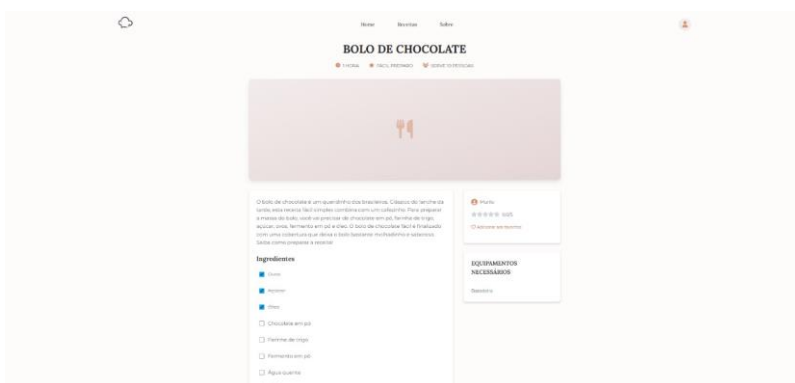 Home Receitas Sobre
BOLO DE CHOCOLATE
1 HORA FÁCIL PREPARO SERVE 10 PESSOAS
O bolo de chocolate é um queridinho dos brasileiros. Clássico do lanche da
tarde, esta receita fácil simples combina com um cafezinho. Para preparar
a massa do bolo, você vai precisar de chocolate em pó, farinha de trigo,
açúcar, ovos, fermento em pó e óleo. O bolo de chocolate fácil é finalizado
com uma cobertura que deixa o bolo bastante molhadinho e saboroso.
Saiba como preparar a receita!
Ingredientes
Ovos
Açúcar
Óleo
Chocolate em pó
Farinha de trigo
Fermento em pó
Água quente
Murilo
Adicionar aos favoritos
EQUIPAMENTOS
NECESSÁRIOS
Batedeira